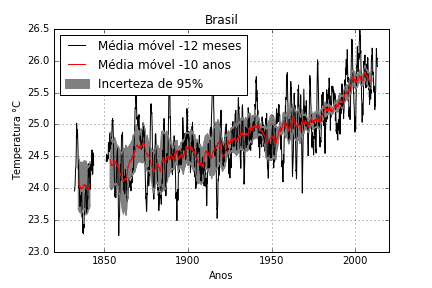 Brasil
Média móvel -12 meses
Média móvel -10 anos
Incerteza de 95%
Temperatura °C
26.5
26.0
25.5
25.0
24.5
24.0
23.5
23.0
1850
1900
1950
2000
Anos